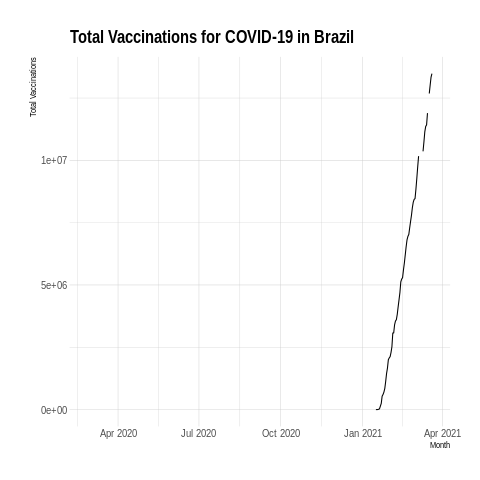 Total Vaccinations for COVID-19 in Brazil
Total Vaccinations
1e+07
5e+06
0e+00
Apr 2020 Jul 2020 Oct 2020 Jan 2021 Apr 2021
Month